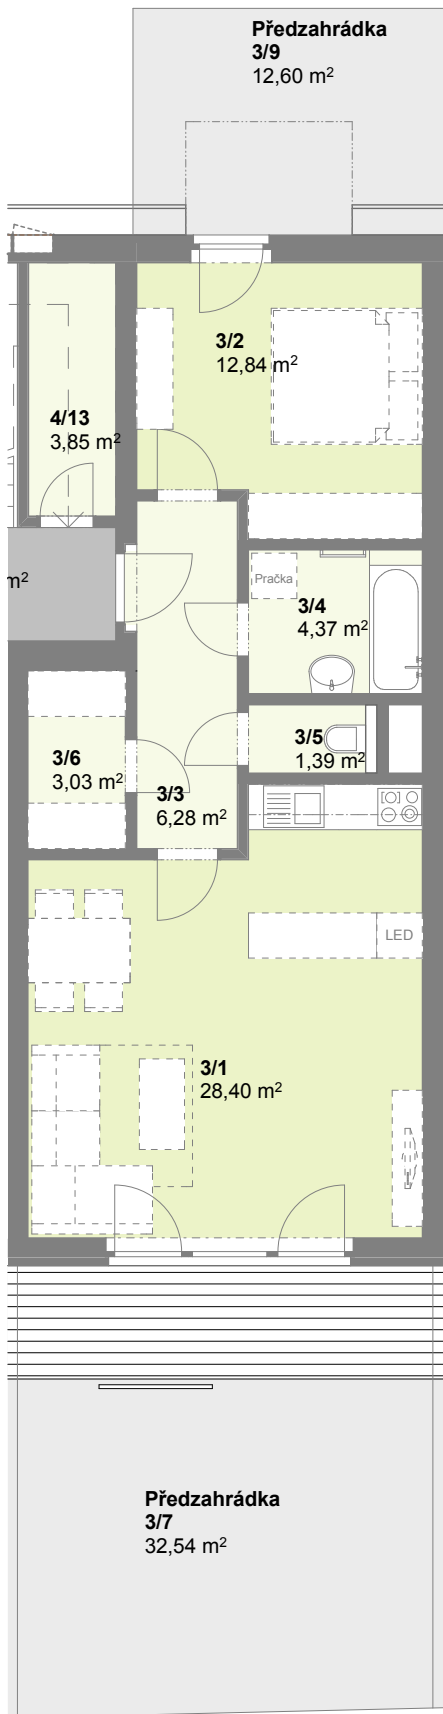 Předzahrádka
3/9
12,60 m²
3/2
12,84 m²
4/13
3,85 m²
m²
Pračka
3/4
4,37 m²
3/5
1,39 m²
3/6
3,03 m²
3/3
6,28 m²
LED
3/1
28,40 m²
Předzahrádka
3/7
32,54 m²